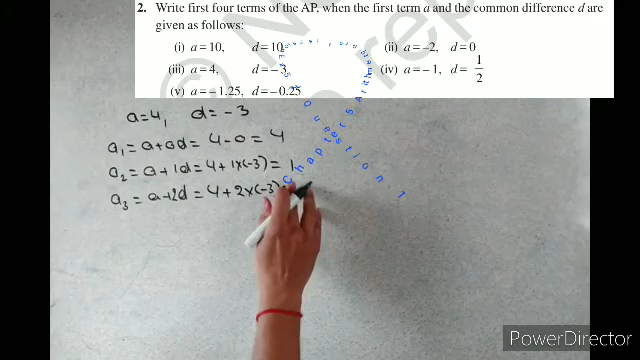 2. Write first four terms of the AP, when the first term a and the common difference d are
given as follows:
(i) a = 10, d = 10
(ii) a = –2, d = 0
(iii) a = 4, d = – 3
(iv) a = – 1, d = 1/2
(v) a = – 1.25, d = – 0.25
a=4, d = -3
a1 = a+0d = 4-0 = 4
a2 = a+1d = 4+1x(-3) = 1
a3 = a+2d = 4+2x(-3)
Chapter 5 Arithm
Question 1
PowerDirector